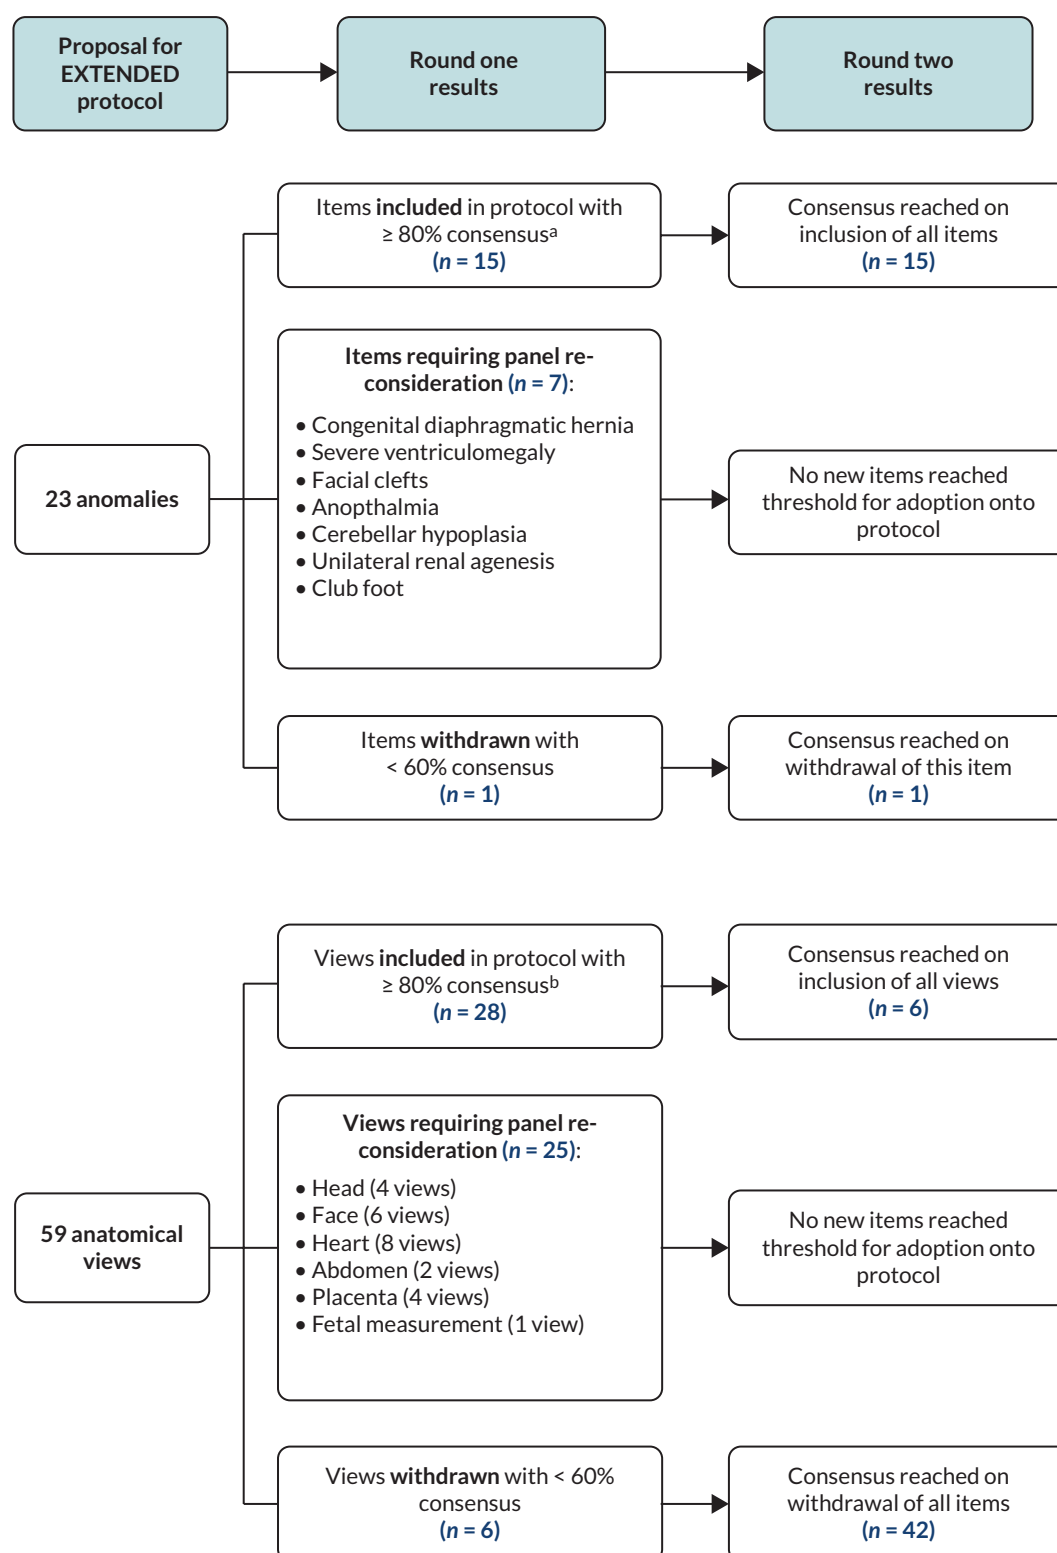 Proposal for
EXTENDED
protocol
Round one
results
Round two
results
Items included in protocol with
≥ 80% consensusᵃ
(n = 15)
Consensus reached on
inclusion of all items
(n = 15)
23 anomalies
Items requiring panel re-
consideration (n = 7):
• Congenital diaphragmatic hernia
• Severe ventriculomegaly
• Facial clefts
• Anopthalmia
• Cerebellar hypoplasia
• Unilateral renal agenesis
• Club foot
No new items reached
threshold for adoption onto
protocol
Items withdrawn with
< 60% consensus
(n = 1)
Consensus reached on
withdrawal of this item
(n = 1)
Views included in protocol with
≥ 80% consensusᵇ
(n = 28)
Consensus reached on
inclusion of all views
(n = 6)
59 anatomical
views
Views requiring panel re-
consideration (n = 25):
• Head (4 views)
• Face (6 views)
• Heart (8 views)
• Abdomen (2 views)
• Placenta (4 views)
• Fetal measurement (1 view)
No new items reached
threshold for adoption onto
protocol
Views withdrawn with < 60%
consensus
(n = 6)
Consensus reached on
withdrawal of all items
(n = 42)